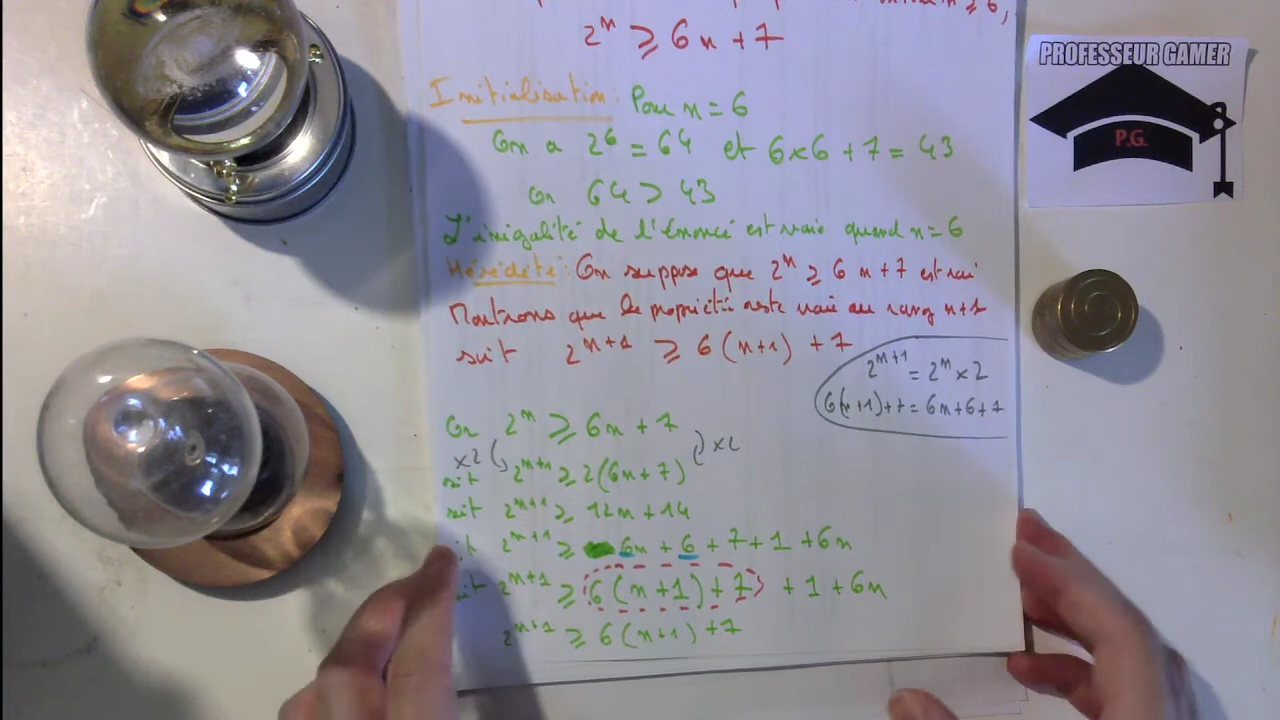 n ≥ 6,
2ⁿ ≥ 6n + 7
PROFESSEUR GAMER
P.G.
Initialisation : Pour n = 6
On a 2⁶ = 64 et 6×6 + 7 = 43
or 64 > 43
L'inégalité de l'énoncé est vraie quand n = 6
Hérédité : On suppose que 2ⁿ ≥ 6n + 7 est vrai
Montrons que la propriété reste vraie au rang n+1
soit 2ⁿ⁺¹ ≥ 6(n+1) + 7
2ⁿ⁺¹ = 2ⁿ × 2
6(n+1)+7 = 6n+6+7
Or 2ⁿ ≥ 6n + 7
×2 ×2
soit 2ⁿ⁺¹ ≥ 2(6n+7)
soit 2ⁿ⁺¹ ≥ 12n + 14
2ⁿ⁺¹ ≥ 6n + 6 + 7 + 1 + 6n
2ⁿ⁺¹ ≥ 6(n+1) + 7 + 1 + 6n
2ⁿ⁺¹ ≥ 6(n+1) + 7